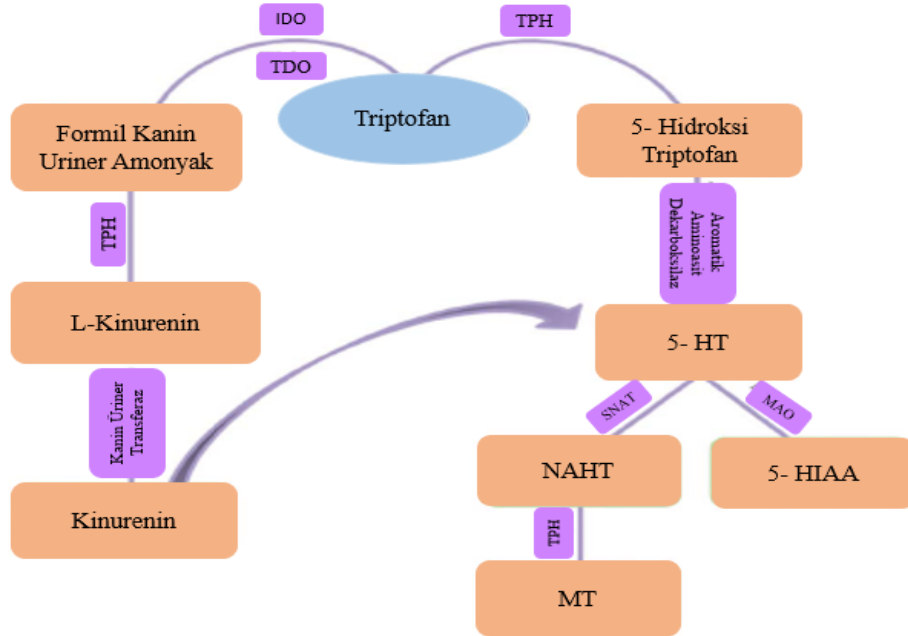 IDO
TPH
TDO
Triptofan
Formil Kanin
Uriner Amonyak
5- Hidroksi
Triptofan
TPH
Aromatik
Aminoasit
Dekarboksilaz
L-Kinurenin
5- HT
Kanin Üriner
Transferaz
SNAT
MAO
Kinurenin
NAHT
5- HIAA
TPH
MT